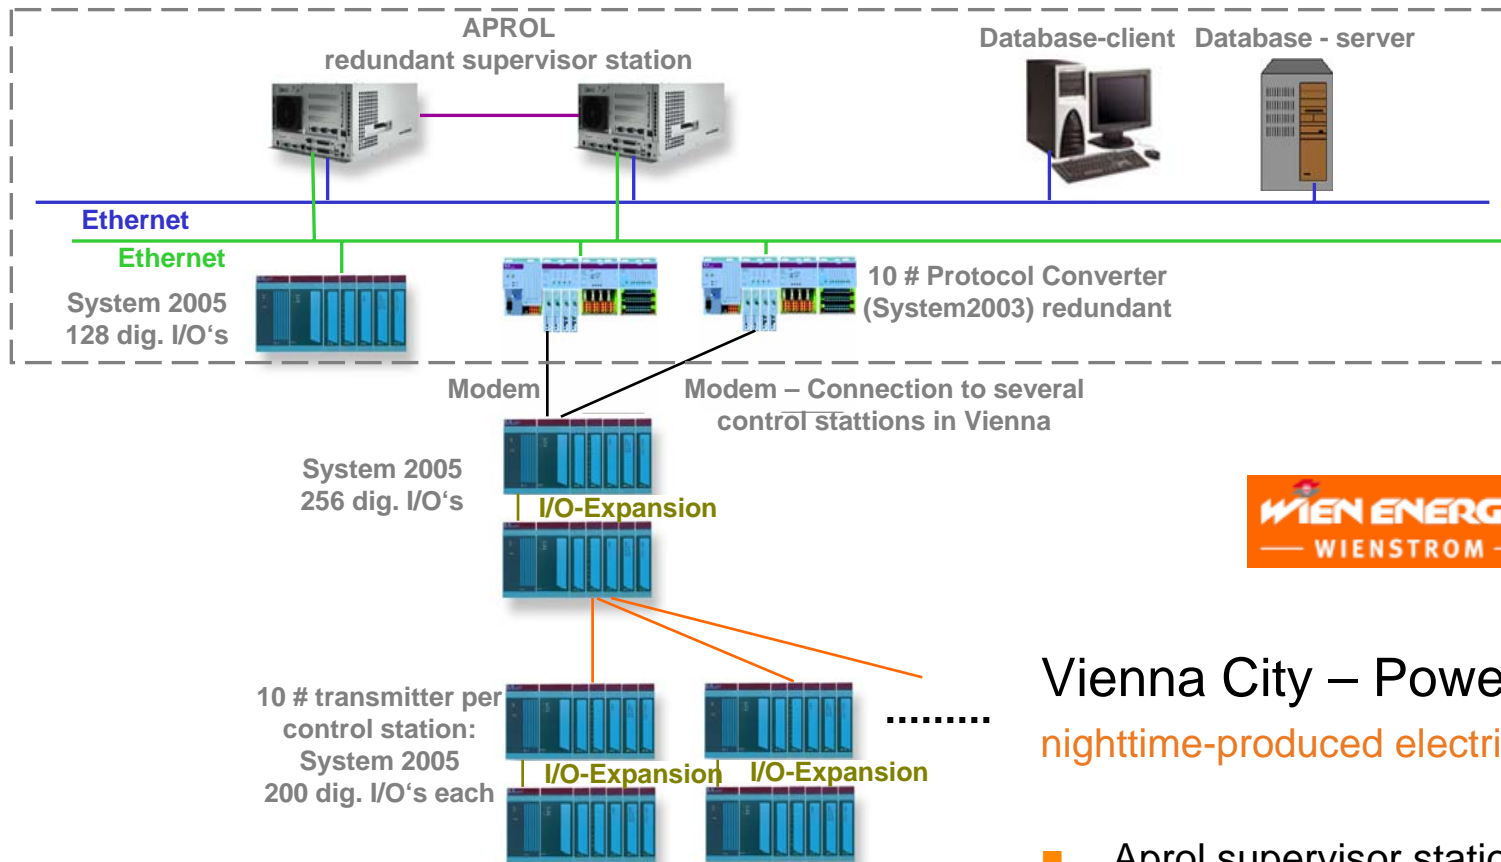 APROL
redundant supervisor station
Database-client
Database - server
Ethernet
Ethernet
System 2005
128 dig. I/O‘s
10 # Protocol Converter
(System2003) redundant
Modem
Modem – Connection to several
control stattions in Vienna
System 2005
256 dig. I/O‘s
I/O-Expansion
WIEN ENERG
WIENSTROM
Vienna City – Powe
nighttime-produced electri
10 # transmitter per
control station:
System 2005
200 dig. I/O‘s each
.........
I/O-Expansion
I/O-Expansion
Aprol supervisor static